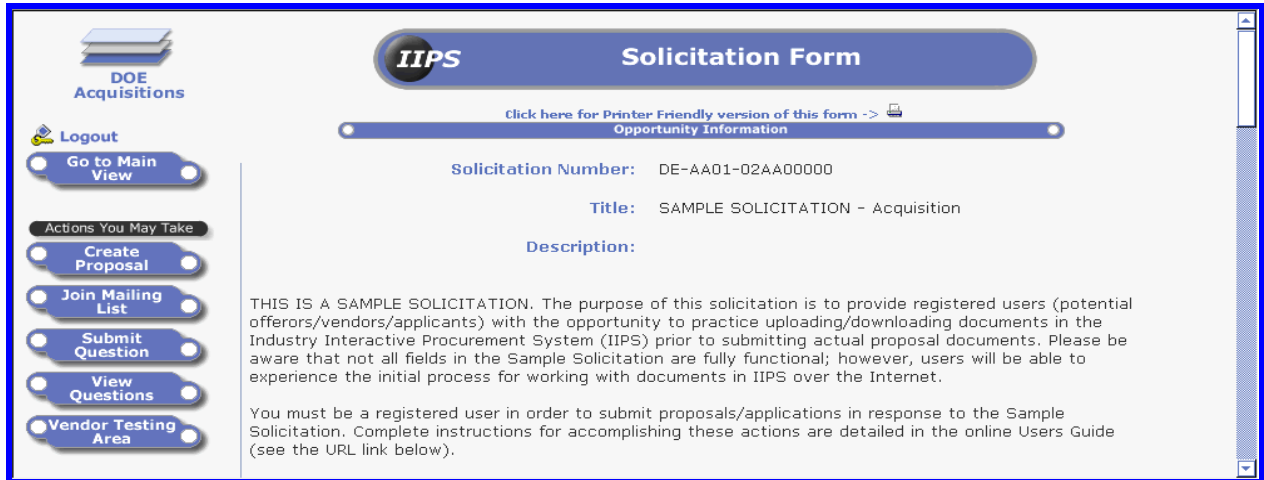 DOE
Acquisitions
Logout
Go to Main
View
Actions You May Take
Create
Proposal
Join Mailing
List
Submit
Question
View
Questions
Vendor Testing
Area
IIPS
Solicitation Form
Click here for Printer Friendly version of this form ->
Opportunity Information
Solicitation Number: DE-AA01-02AA00000
Title: SAMPLE SOLICITATION - Acquisition
Description:
THIS IS A SAMPLE SOLICITATION. The purpose of this solicitation is to provide registered users (potential
offerors/vendors/applicants) with the opportunity to practice uploading/downloading documents in the
Industry Interactive Procurement System (IIPS) prior to submitting actual proposal documents. Please be
aware that not all fields in the Sample Solicitation are fully functional; however, users will be able to
experience the initial process for working with documents in IIPS over the Internet.
You must be a registered user in order to submit proposals/applications in response to the Sample
Solicitation. Complete instructions for accomplishing these actions are detailed in the online Users Guide
(see the URL link below).